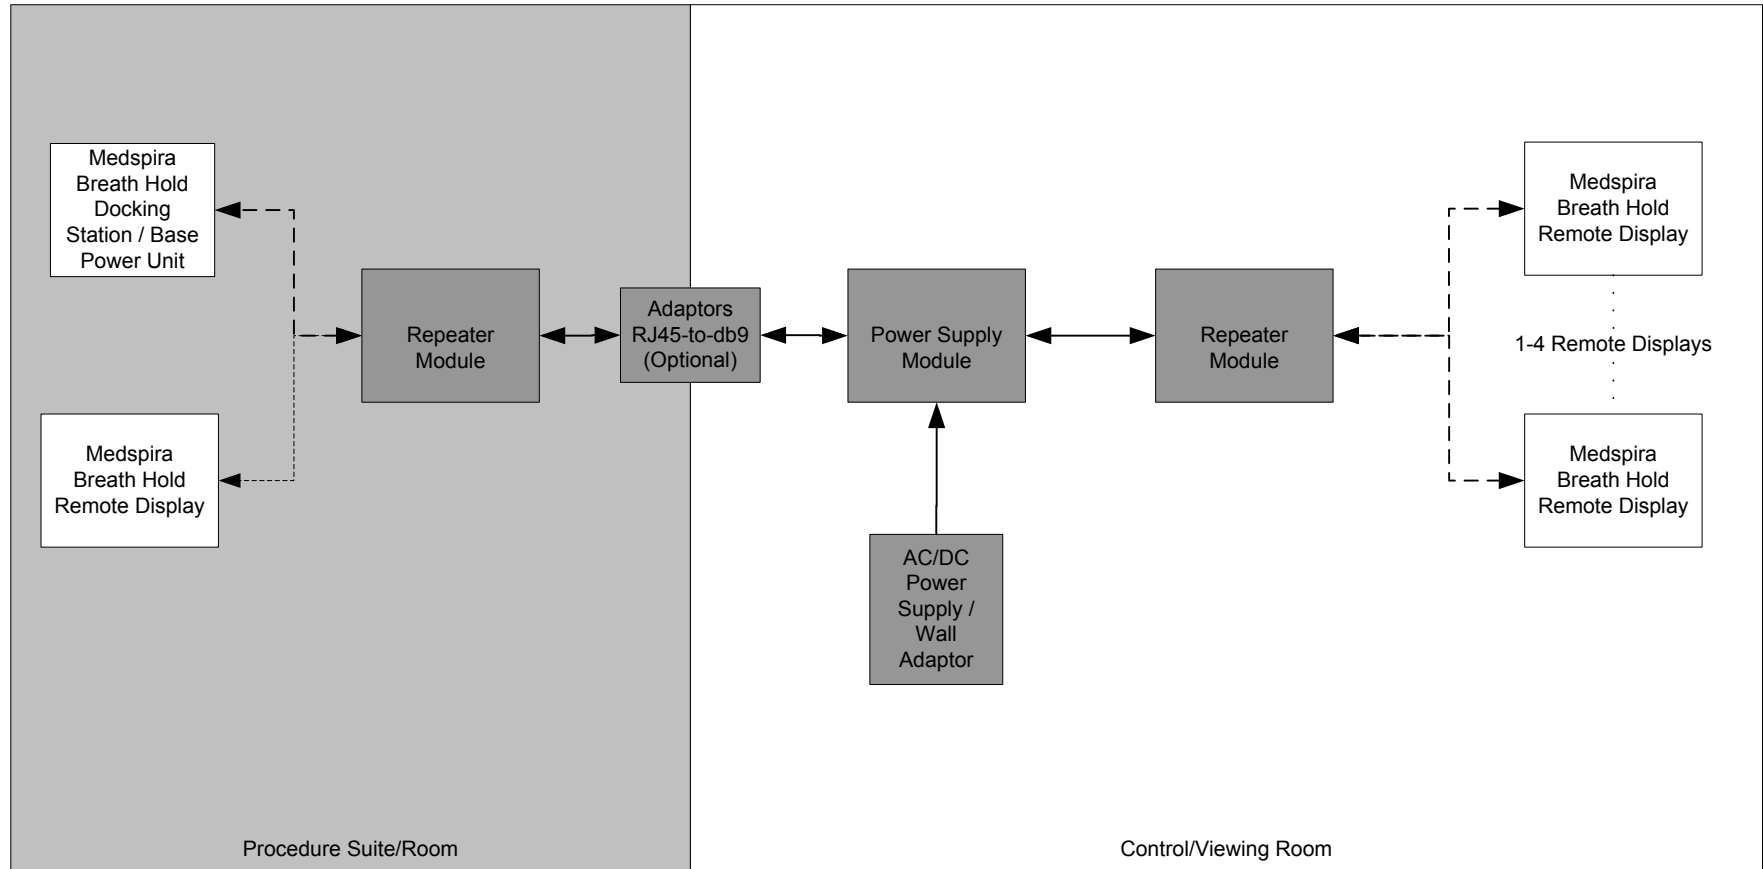 Medspira
Breath Hold
Docking
Station / Base
Power Unit
Medspira
Breath Hold
Remote Display
Repeater
Module
Adaptors
RJ45-to-db9
(Optional)
Power Supply
Module
Repeater
Module
AC/DC
Power
Supply /
Wall
Adaptor
Medspira
Breath Hold
Remote Display
1-4 Remote Displays
Medspira
Breath Hold
Remote Display
Procedure Suite/Room
Control/Viewing Room